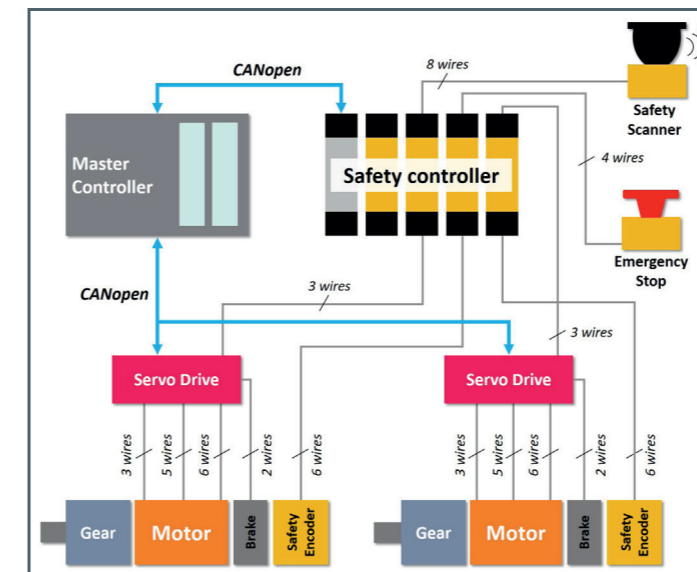 CANopen
8 wires
Safety
Scanner
Master
Controller
Safety controller
4 wires
Emergency
Stop
CANopen
3 wires
3 wires
Servo Drive
Servo Drive
3 wires
5 wires
6 wires
2 wires
6 wires
3 wires
5 wires
6 wires
2 wires
6 wires
Gear
Motor
Brake
Safety
Encoder
Gear
Motor
Brake
Safety
Encoder